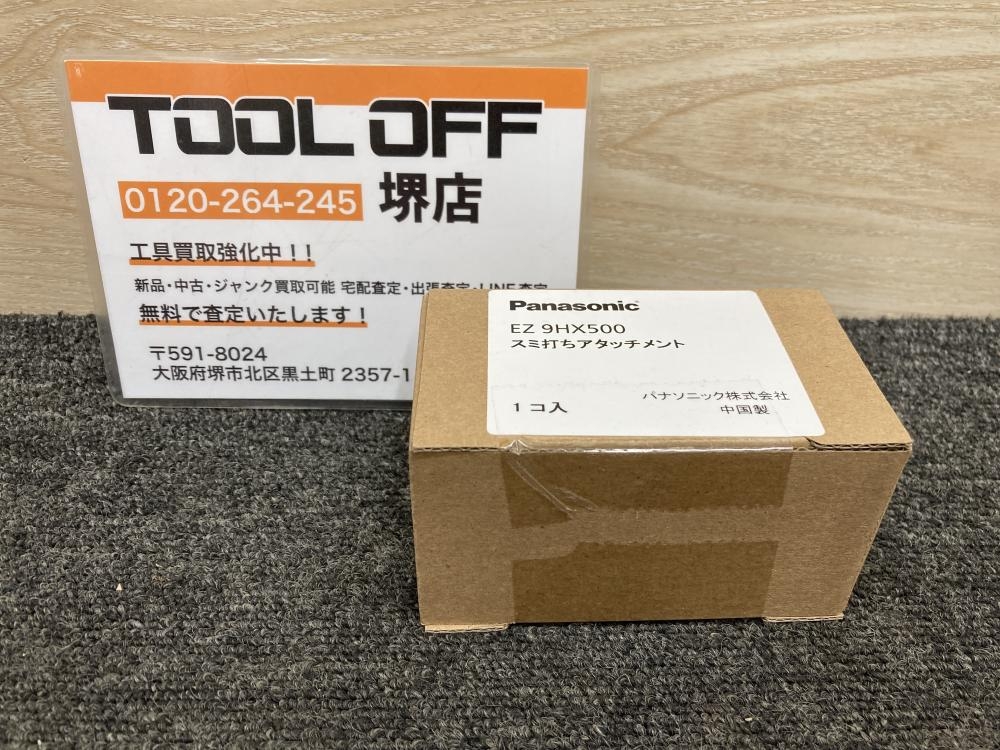 TOOL OFF
0120-264-245 堺店
工具買取強化中！！
新品・中古・ジャンク買取可能 宅配査定・出張査定・LINE査定
無料で査定いたします！
〒591-8024
大阪府堺市北区黒土町 2357-1
Panasonic
EZ 9HX500
スミ打ちアタッチメント
1コ入
パナソニック株式会社
中国製